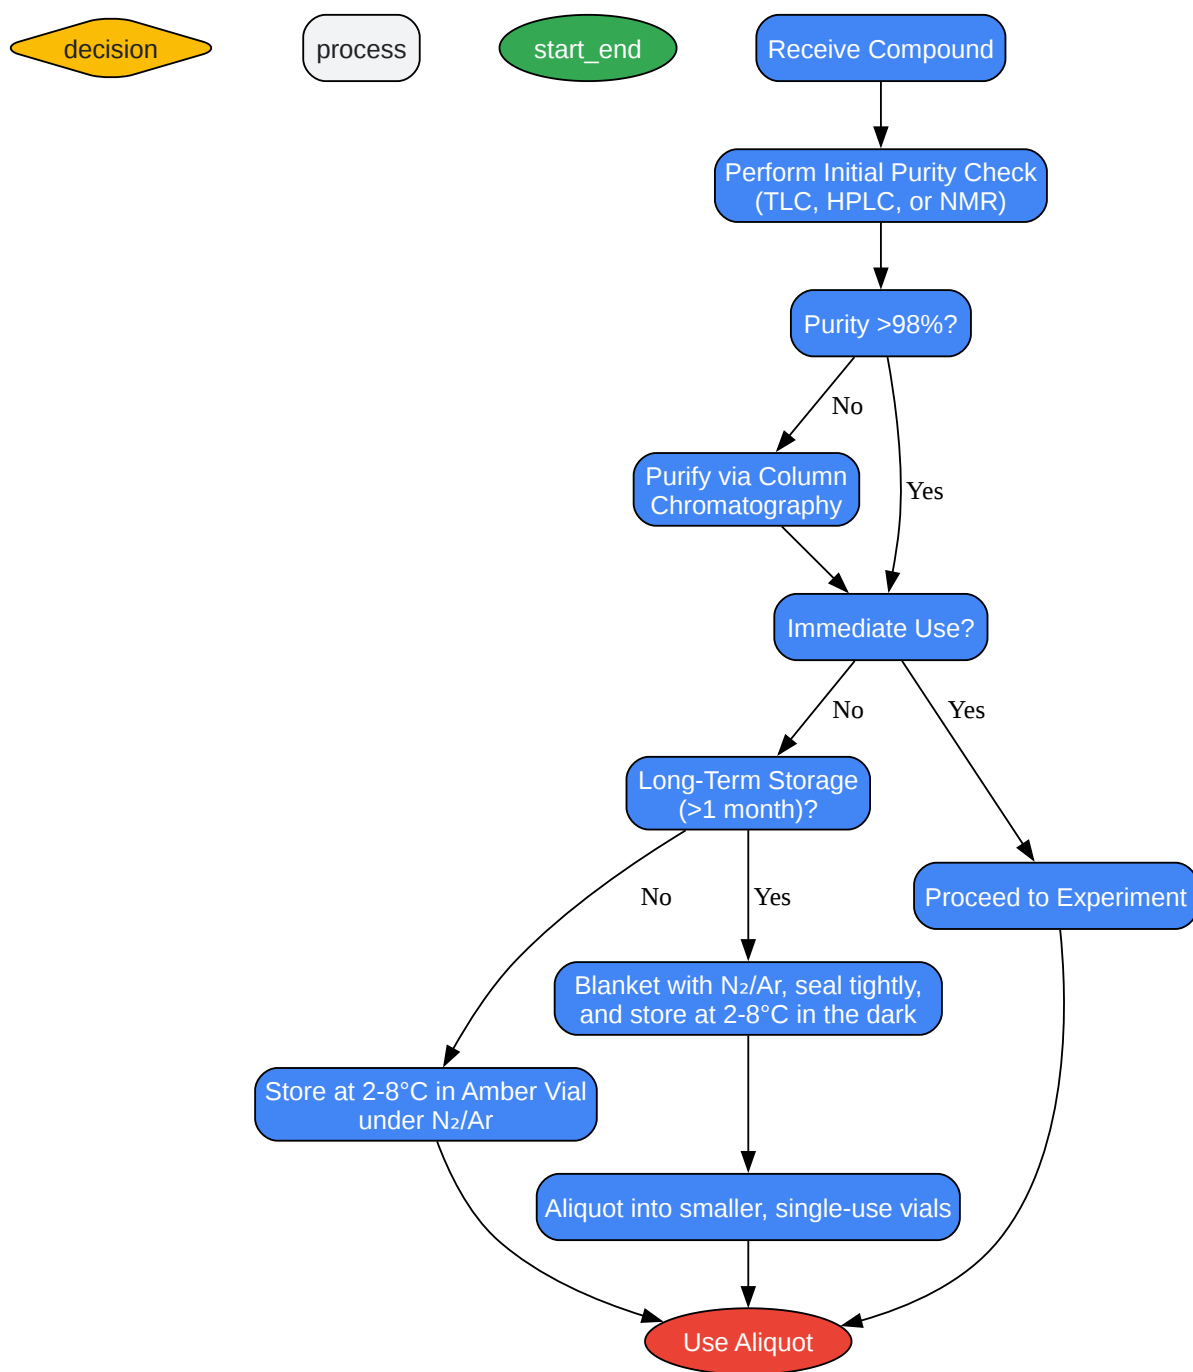 decision
process
start_end
Receive Compound
Perform Initial Purity Check
(TLC, HPLC, or NMR)
Purity >98%?
No
Purify via Column
Chromatography
Yes
Immediate Use?
No
Yes
Long-Term Storage
(>1 month)?
No
Yes
Proceed to Experiment
Blanket with N₂/Ar, seal tightly,
and store at 2-8°C in the dark
Store at 2-8°C in Amber Vial
under N₂/Ar
Aliquot into smaller, single-use vials
Use Aliquot